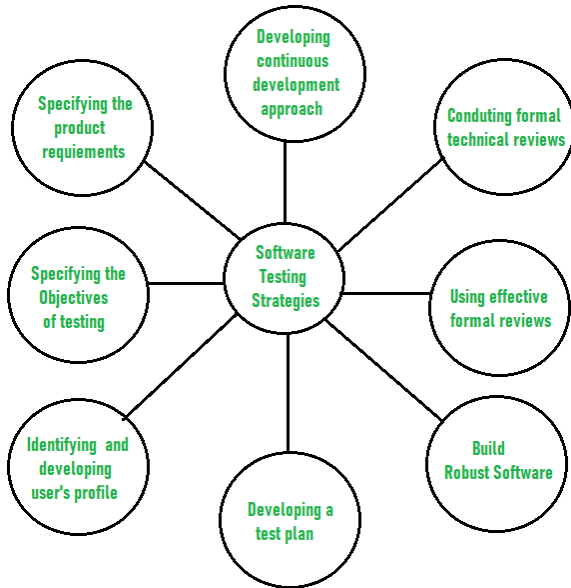 Developing
continuous
development
approach
Specifying the
product
requiements
Conduting formal
technical reviews
Software
Testing
Strategies
Specifying the
Objectives
of testing
Using effective
formal reviews
Identifying and
developing
user's profile
Build
Robust Software
Developing a
test plan